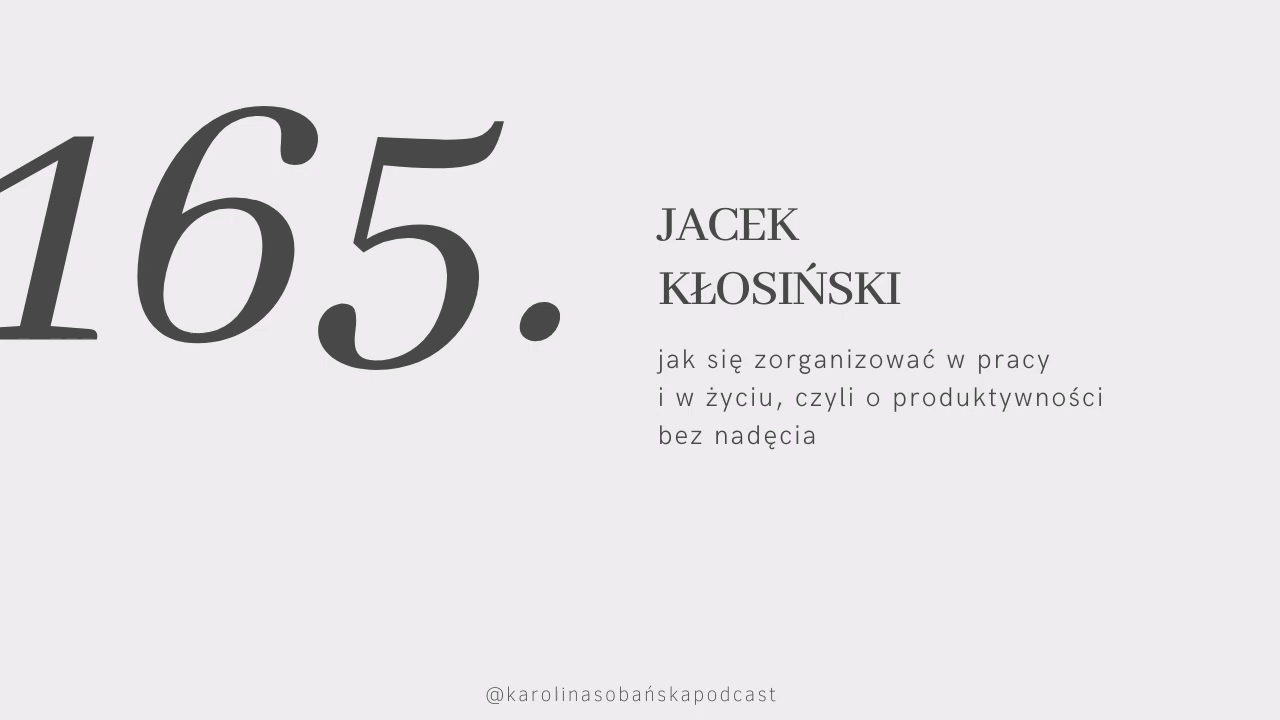 165.
JACEK
KŁOSIŃSKI
jak się zorganizować w pracy
i w życiu, czyli o produktywności
bez nadęcia
@karolinasobańskapodcast